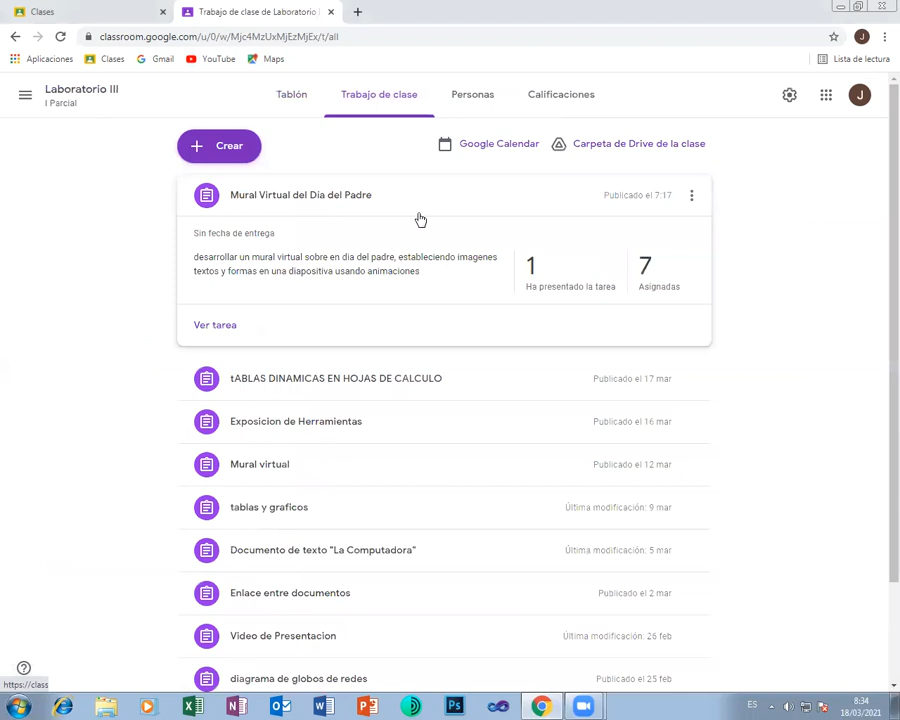 Clases
Trabajo de clase de Laboratorio
classroom.google.com/u/0/w/Mjc4MzUxMjEzMjEx/t/all
Aplicaciones Clases Gmail YouTube Maps Lista de lectura
Laboratorio III
I Parcial
Tablón Trabajo de clase Personas Calificaciones
J
J
Crear
Google Calendar Carpeta de Drive de la clase
Mural Virtual del Día del Padre Publicado el 7:17
Sin fecha de entrega
desarrollar un mural virtual sobre en dia del padre, estableciendo imagenes
textos y formas en una diapositiva usando animaciones
1 7
Ha presentado la tarea Asignadas
Ver tarea
tABLAS DINAMICAS EN HOJAS DE CALCULO Publicado el 17 mar
Exposicion de Herramientas Publicado el 16 mar
Mural virtual Publicado el 12 mar
tablas y graficos Última modificación: 9 mar
Documento de texto "La Computadora" Última modificación: 5 mar
Enlace entre documentos Publicado el 2 mar
Video de Presentacion Última modificación: 26 feb
diagrama de globos de redes Publicado el 25 feb
https://class
Ps
ES
8:34
18/03/2021